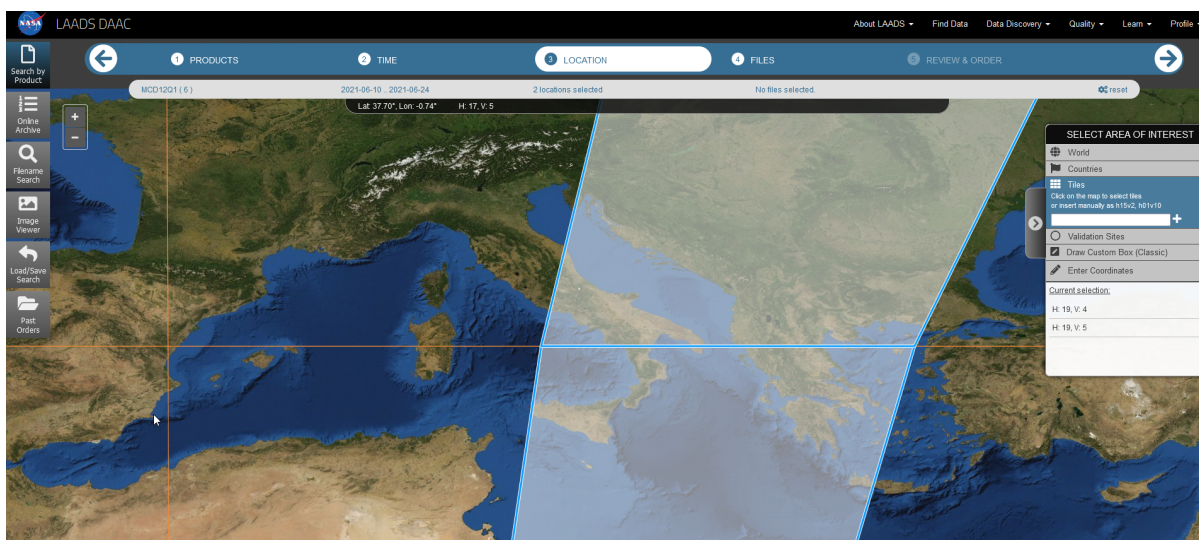 NASA
LAADS DAAC
About LAADS
Find Data
Data Discovery
Quality
Learn
Profile
Search by
Product
Online
Archive
Filename
Search
Image
Viewer
Load/Save
Search
Past
Orders
1 PRODUCTS
2 TIME
3 LOCATION
4 FILES
5 REVIEW & ORDER
MCD12Q1 ( 6 )
2021-06-10 .. 2021-06-24
2 locations selected
No files selected.
reset
Lat: 37.70°, Lon: -0.74° H: 17, V: 5
+
−
SELECT AREA OF INTEREST
World
Countries
Tiles
Click on the map to select tiles
or insert manually as h15v2, h01v10
+
Validation Sites
Draw Custom Box (Classic)
Enter Coordinates
Current selection:
H: 19, V: 4
H: 19, V: 5